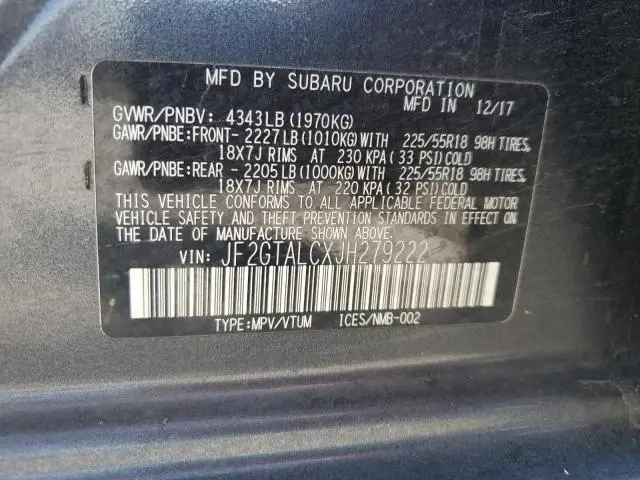 MFD BY SUBARU CORPORATION
GVWR/PNBV: 4343LB (1970KG) MFD IN 12/17
GAWR/PNBE:FRONT-2227LB(1010KG)WITH 225/55R18 98H TIRES,
18X7J RIMS AT 230 KPA (33 PSI)COLD
GAWR/PNBE:REAR - 2205LB(1000KG)WITH 225/55R18 98H TIRES,
18X7J RIMS AT 220 KPA (32 PSI)COLD
THIS VEHICLE CONFORMS TO ALL APPLICABLE FEDERAL MOTOR
VEHICLE SAFETY AND THEFT PREVENTION STANDARDS IN EFFECT ON
THE DATE OF MANUFACTURE SHOWN ABOVE.
VIN: JF2GTALCXJH279222
TYPE:MPV/VTUM ICES/NMB-002